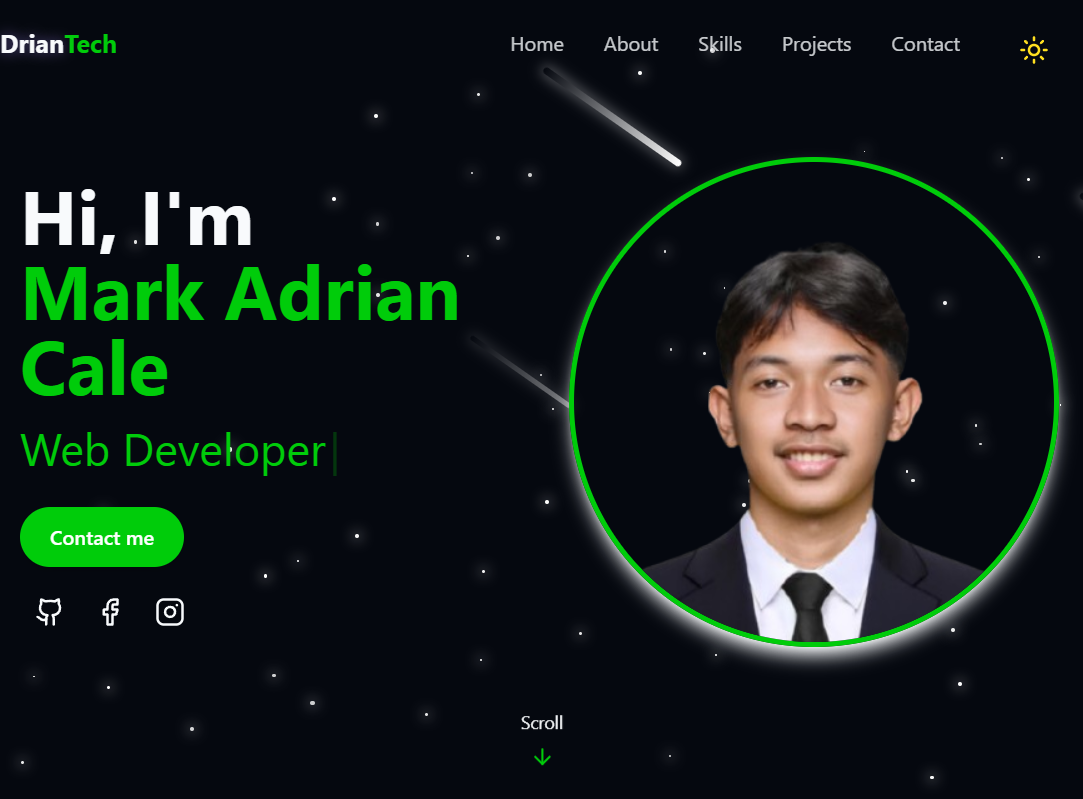 DrianTech
Home About Skills Projects Contact
Hi, I'm
Mark Adrian
Cale
Web Developer
Contact me
Scroll